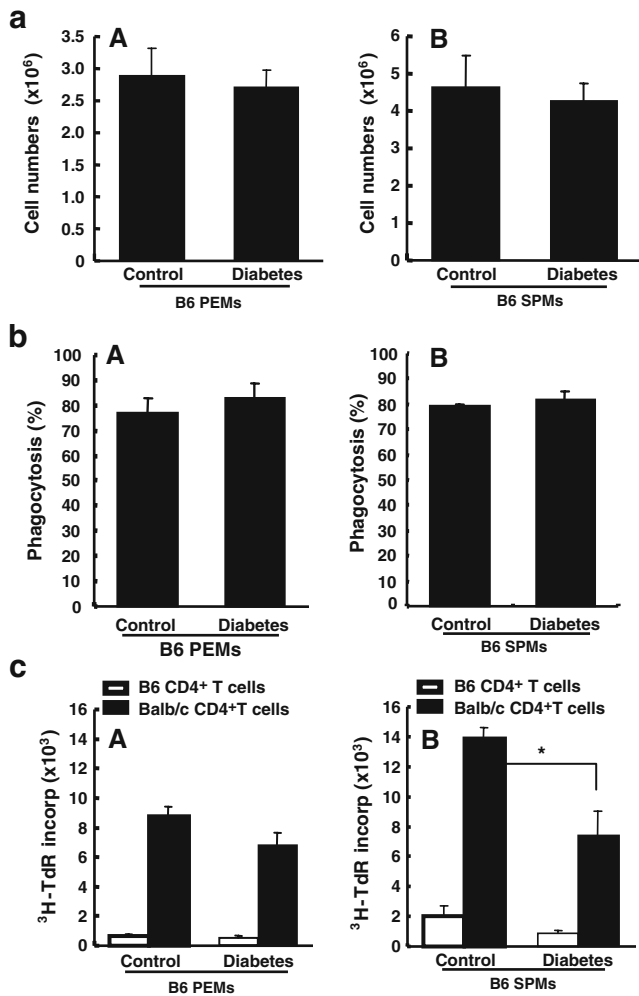 a
A
Cell numbers (x10⁶)
3.5
3.0
2.5
2.0
1.5
1.0
0.5
0
Control Diabetes
B6 PEMs
B
Cell numbers (x10⁶)
6
5
4
3
2
1
0
Control Diabetes
B6 SPMs
b
A
Phagocytosis (%)
100
90
80
70
60
50
40
30
20
10
0
Control Diabetes
B6 PEMs
B
Phagocytosis (%)
100
90
80
70
60
50
40
30
20
10
0
Control Diabetes
B6 SPMs
c
B6 CD4⁺ T cells
Balb/c CD4⁺T cells
A
³H-TdR incorp (x10³)
16
14
12
10
8
6
4
2
0
Control Diabetes
B6 PEMs
B6 CD4⁺ T cells
Balb/c CD4⁺T cells
B
*
³H-TdR incorp (x10³)
16
14
12
10
8
6
4
2
0
Control Diabetes
B6 SPMs